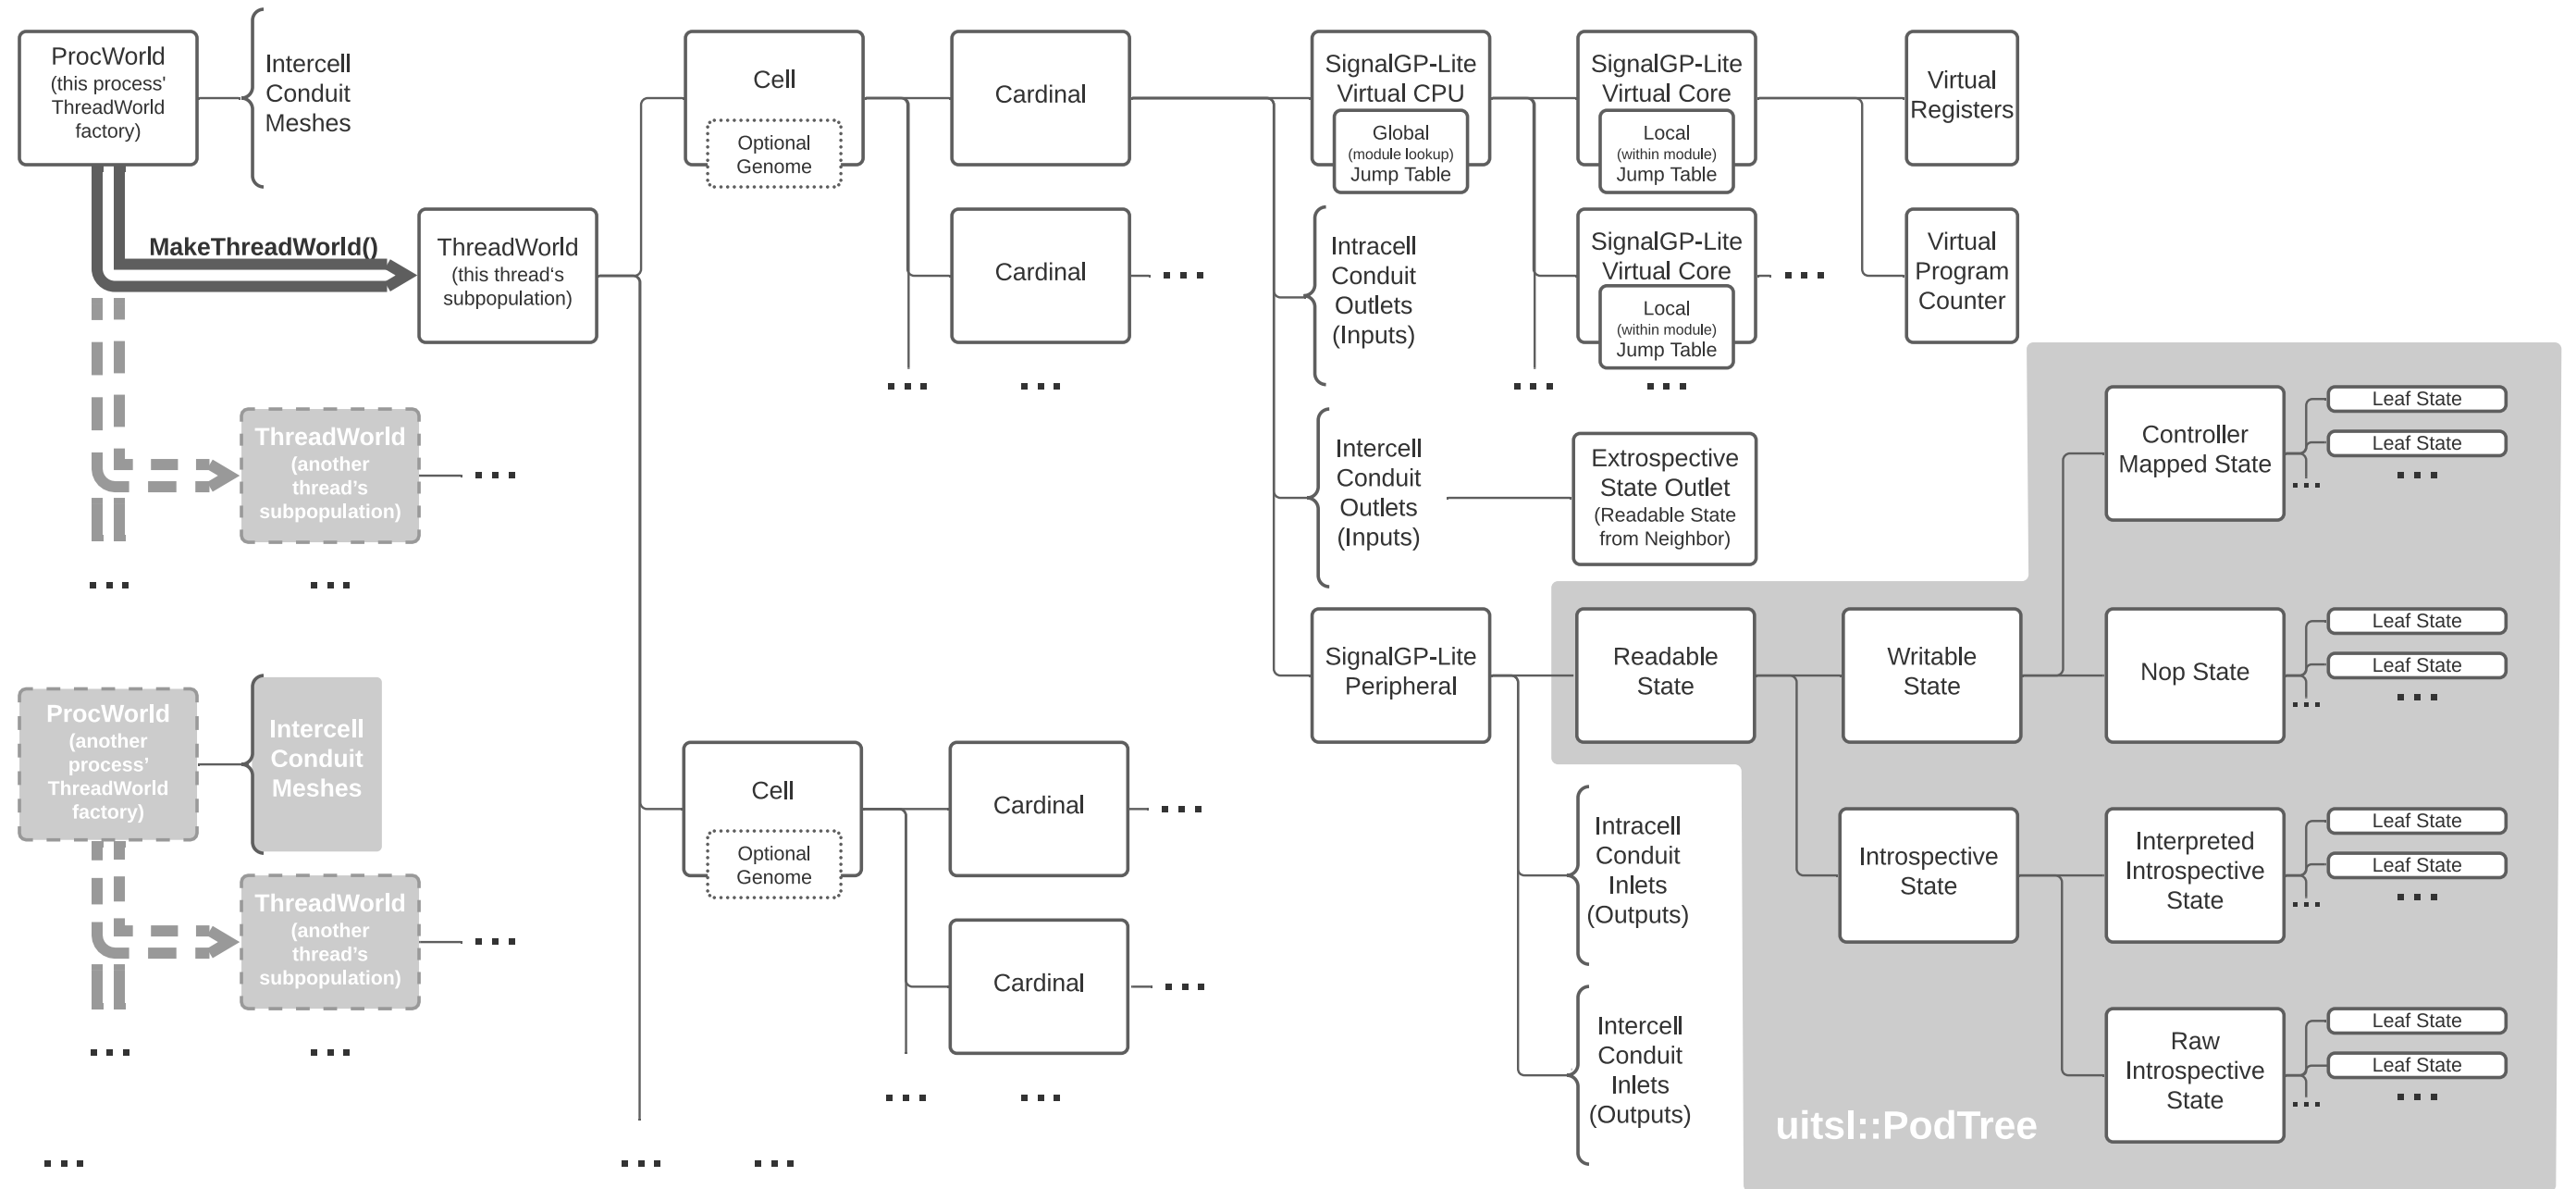 ProcWorld
(this process'
ThreadWorld
factory)
Intercell
Conduit
Meshes
MakeThreadWorld()
ThreadWorld
(this thread‘s
subpopulation)
ThreadWorld
(another
thread’s
subpopulation)
...
...
...
ProcWorld
(another
process’
ThreadWorld
factory)
Intercell
Conduit
Meshes
ThreadWorld
(another
thread’s
subpopulation)
...
...
...
...
Cell
Optional
Genome
Cardinal
Cardinal
...
...
...
Cell
Optional
Genome
Cardinal
...
Cardinal
...
...
...
...
...
SignalGP-Lite
Virtual CPU
Global
(module lookup)
Jump Table
SignalGP-Lite
Virtual Core
Local
(within module)
Jump Table
Virtual
Registers
Intracell
Conduit
Outlets
(Inputs)
SignalGP-Lite
Virtual Core
Local
(within module)
Jump Table
...
Virtual
Program
Counter
...
...
Intercell
Conduit
Outlets
(Inputs)
Extrospective
State Outlet
(Readable State
from Neighbor)
SignalGP-Lite
Peripheral
Readable
State
Writable
State
Controller
Mapped State
Leaf State
Leaf State
...
...
Nop State
Leaf State
Leaf State
...
...
Intracell
Conduit
Inlets
(Outputs)
Introspective
State
Interpreted
Introspective
State
Leaf State
Leaf State
...
...
Intercell
Conduit
Inlets
(Outputs)
Raw
Introspective
State
Leaf State
Leaf State
...
...
uitsl::PodTree